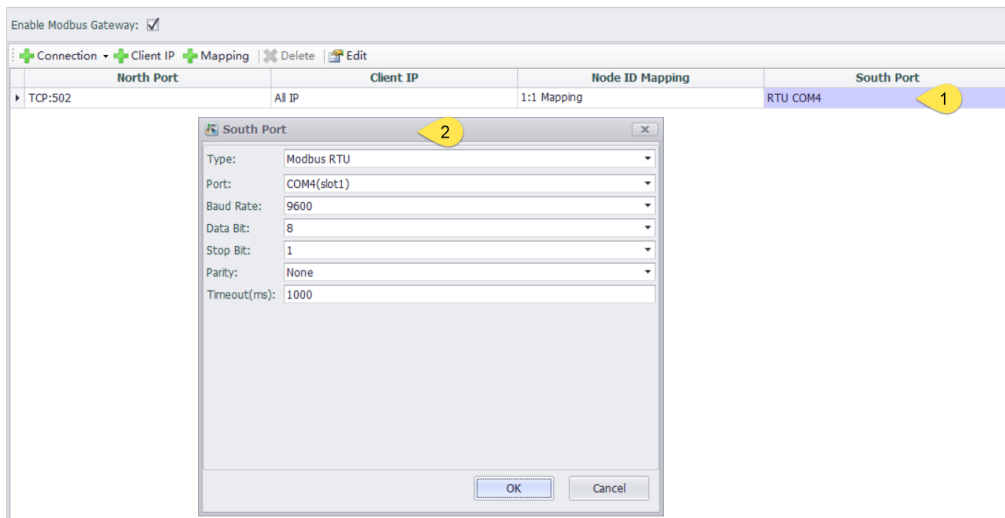 Enable Modbus Gateway:
Connection Client IP Mapping Delete Edit
North Port Client IP Node ID Mapping South Port
TCP:502 All IP 1:1 Mapping RTU COM4 1
South Port 2
Type: Modbus RTU
Port: COM4(slot1)
Baud Rate: 9600
Data Bit: 8
Stop Bit: 1
Parity: None
Timeout(ms): 1000
OK Cancel